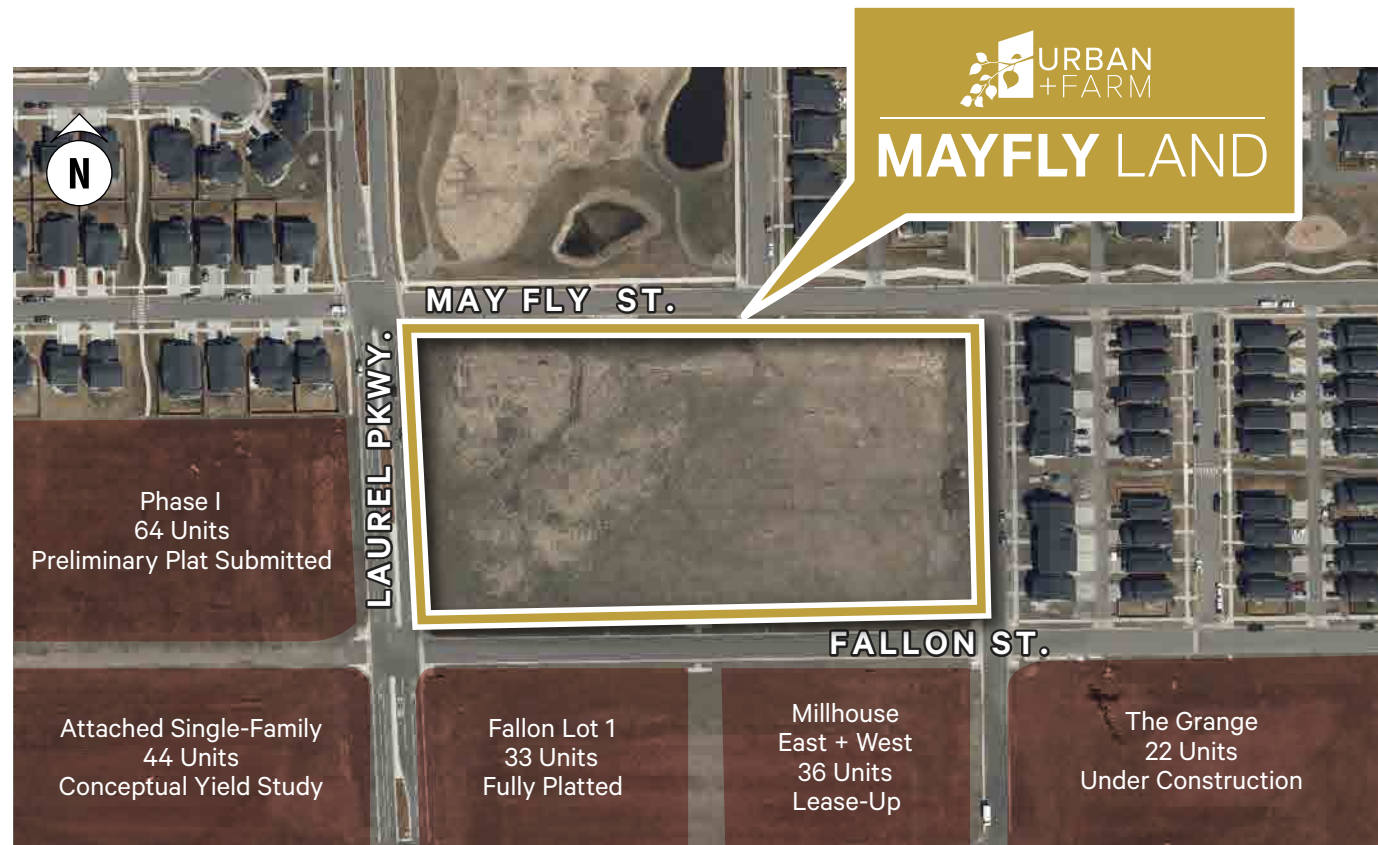 URBAN
+FARM
MAYFLY LAND
N
MAY FLY ST.
LAUREL PKWY.
Phase I
64 Units
Preliminary Plat Submitted
FALLON ST.
Attached Single-Family
44 Units
Conceptual Yield Study
Fallon Lot 1
33 Units
Fully Platted
Millhouse
East + West
36 Units
Lease-Up
The Grange
22 Units
Under Construction